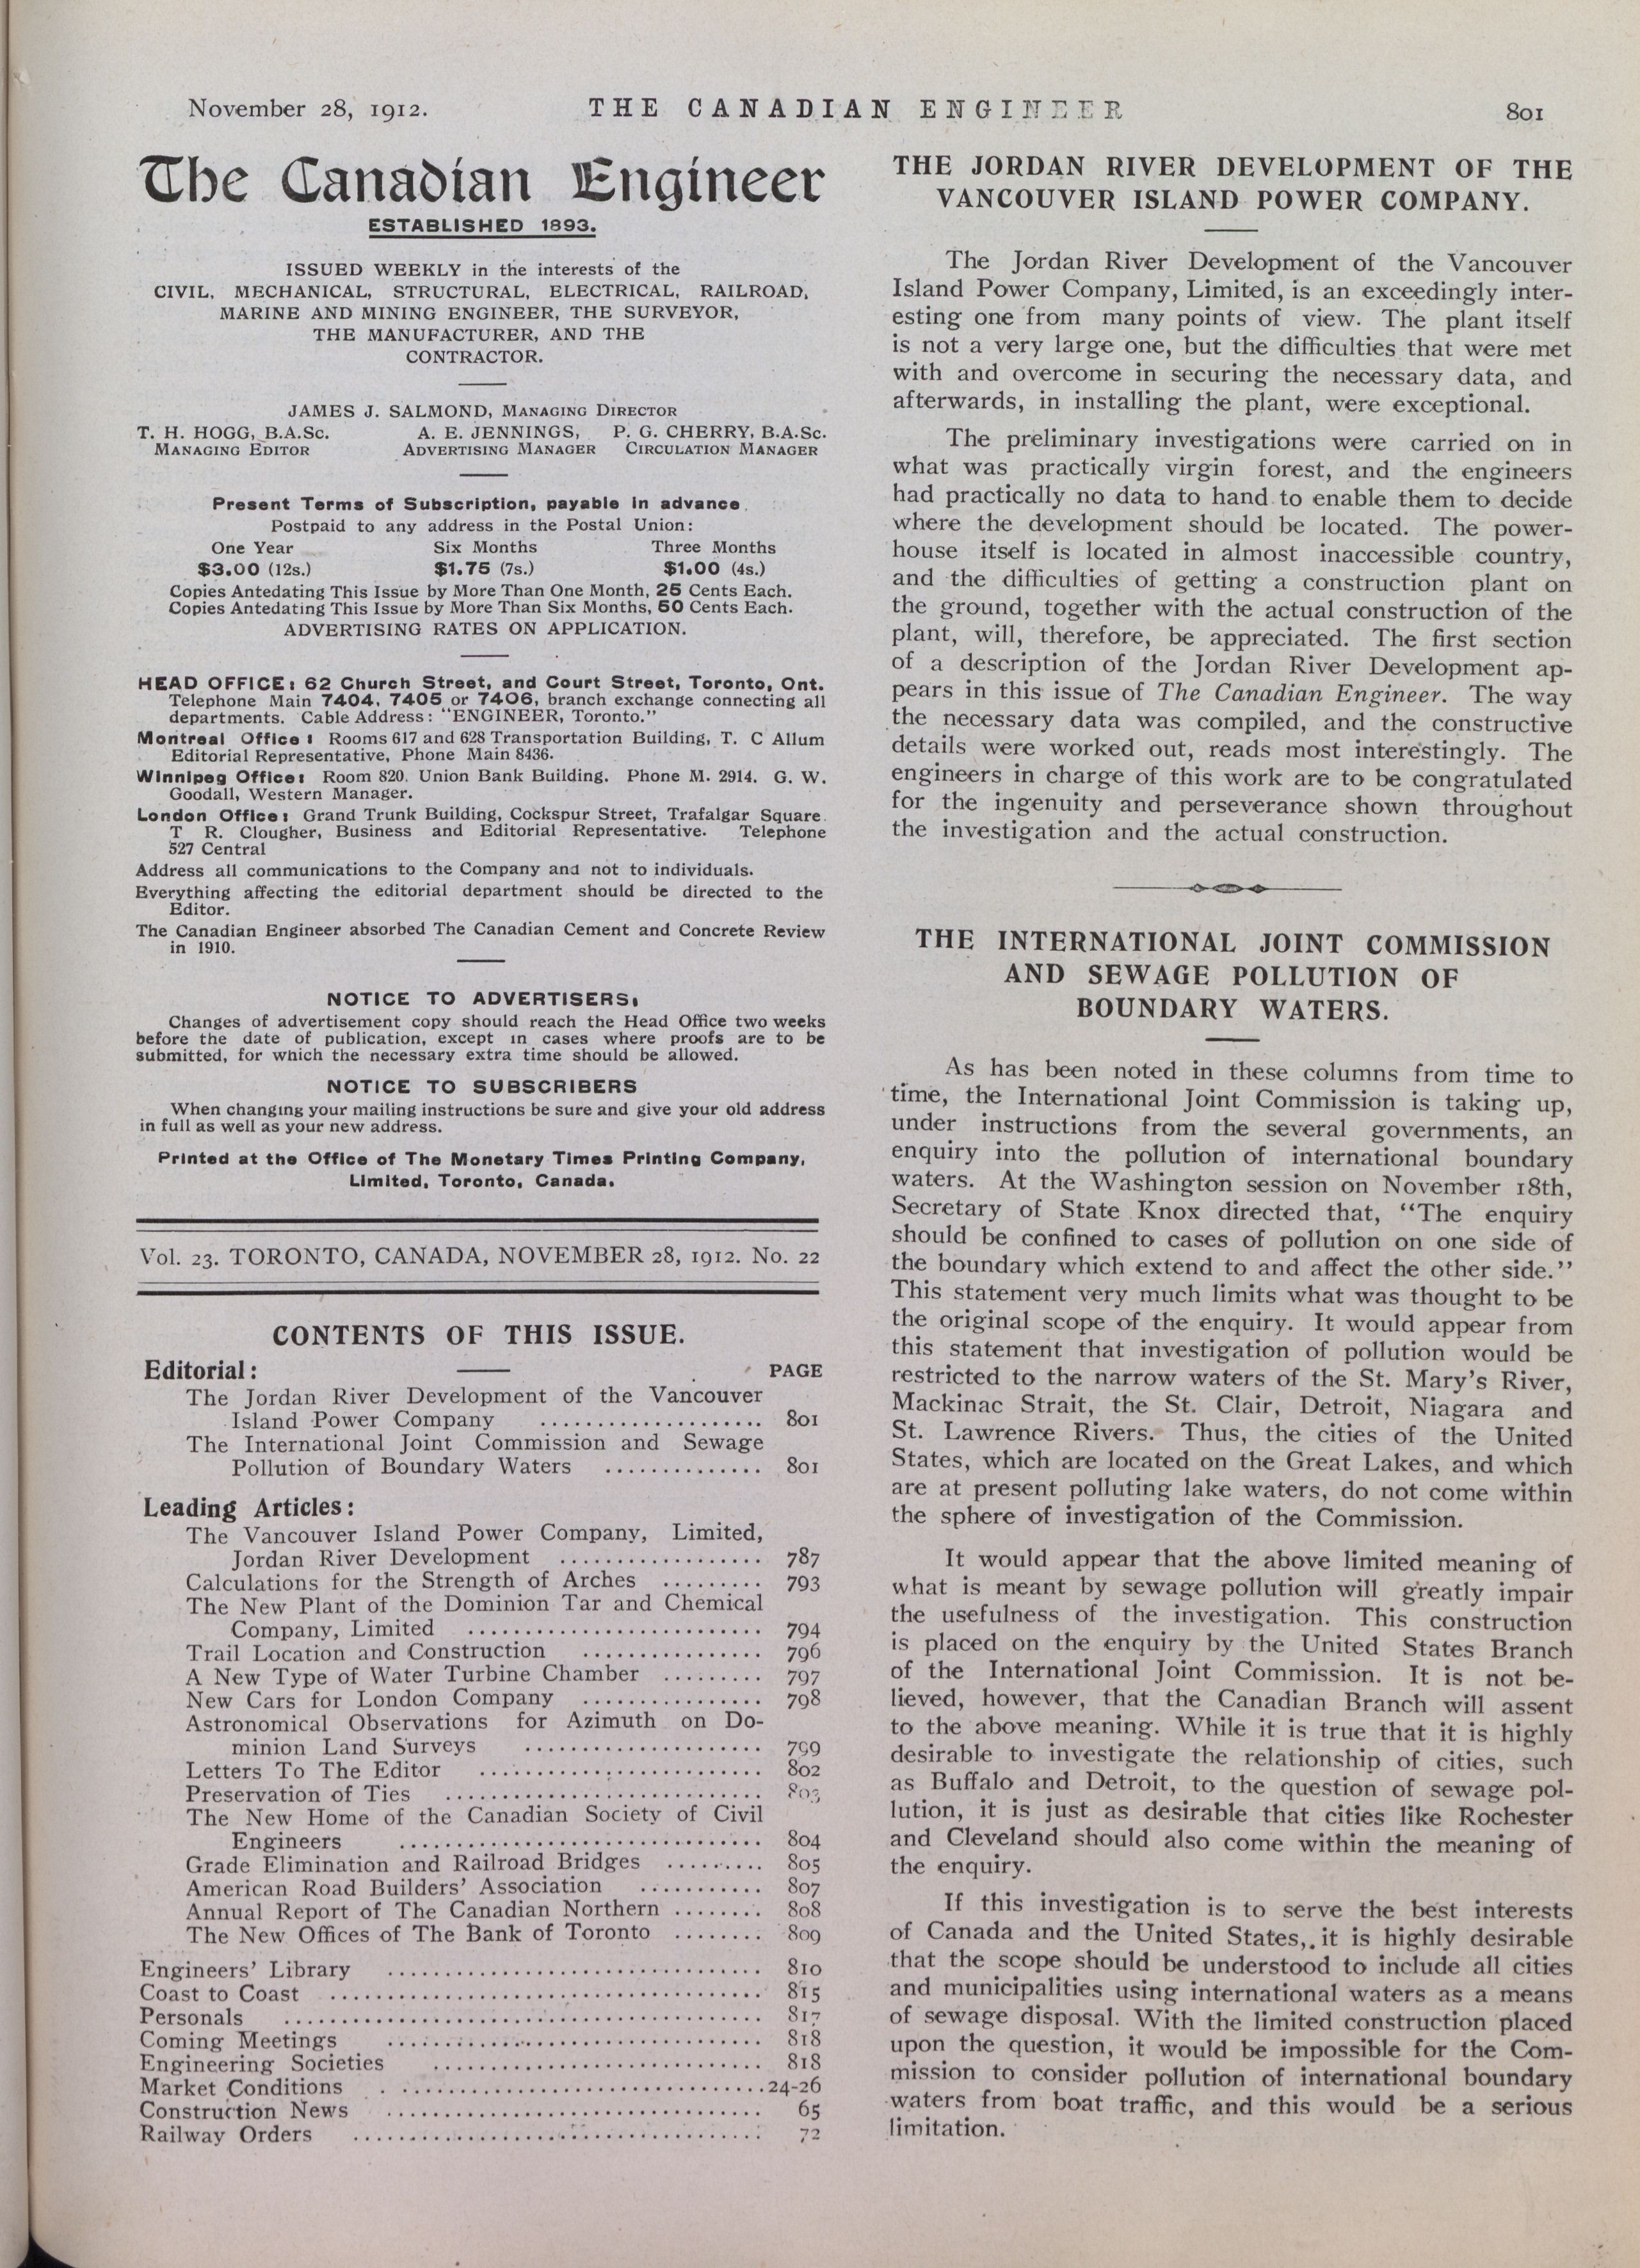 November 28, 1912.
THE CANADIAN ENGINEER
801
The Canadian Engineer
ESTABLISHED 1893.
ISSUED WEEKLY in the interests of the
CIVIL, MECHANICAL, STRUCTURAL, ELECTRICAL, RAILROAD,
MARINE AND MINING ENGINEER, THE SURVEYOR,
THE MANUFACTURER, AND THE
CONTRACTOR.
JAMES J. SALMOND, MANAGING DIRECTOR
T. H. HOGG, B.A.Sc. A. E. JENNINGS, P. G. CHERRY, B.A.Sc.
MANAGING EDITOR ADVERTISING MANAGER CIRCULATION MANAGER
Present Terms of Subscription, payable in advance.
Postpaid to any address in the Postal Union:
One Year Six Months Three Months
$3.00 (12s.) $1.75 (7s.) $1.00 (4s.)
Copies Antedating This Issue by More Than One Month, 25 Cents Each.
Copies Antedating This Issue by More Than Six Months, 50 Cents Each.
ADVERTISING RATES ON APPLICATION.
HEAD OFFICE: 62 Church Street, and Court Street, Toronto, Ont.
Telephone Main 7404, 7405 or 7406, branch exchange connecting all
departments. Cable Address: "ENGINEER, Toronto."
Montreal Office: Rooms 617 and 628 Transportation Building, T. C Allum
Editorial Representative, Phone Main 8436.
Winnipeg Office: Room 820, Union Bank Building. Phone M. 2914. G. W.
Goodall, Western Manager.
London Office: Grand Trunk Building, Cockspur Street, Trafalgar Square.
T R. Clougher, Business and Editorial Representative. Telephone
527 Central
Address all communications to the Company and not to individuals.
Everything affecting the editorial department should be directed to the
Editor.
The Canadian Engineer absorbed The Canadian Cement and Concrete Review
in 1910.
NOTICE TO ADVERTISERS:
Changes of advertisement copy should reach the Head Office two weeks
before the date of publication, except in cases where proofs are to be
submitted, for which the necessary extra time should be allowed.
NOTICE TO SUBSCRIBERS
When changing your mailing instructions be sure and give your old address
in full as well as your new address.
Printed at the Office of The Monetary Times Printing Company,
Limited, Toronto, Canada.
Vol. 23. TORONTO, CANADA, NOVEMBER 28, 1912. No. 22
CONTENTS OF THIS ISSUE.
Editorial: PAGE
The Jordan River Development of the Vancouver
Island Power Company .................... 801
The International Joint Commission and Sewage
Pollution of Boundary Waters .............. 801
Leading Articles:
The Vancouver Island Power Company, Limited,
Jordan River Development .................. 787
Calculations for the Strength of Arches ......... 793
The New Plant of the Dominion Tar and Chemical
Company, Limited .......................... 794
Trail Location and Construction ................ 796
A New Type of Water Turbine Chamber ......... 797
New Cars for London Company ................ 798
Astronomical Observations for Azimuth on Do-
minion Land Surveys ..................... 799
Letters To The Editor ......................... 802
Preservation of Ties ............................ 803
The New Home of the Canadian Society of Civil
Engineers ................................ 804
Grade Elimination and Railroad Bridges ......... 805
American Road Builders' Association ........... 807
Annual Report of The Canadian Northern ........ 808
The New Offices of The Bank of Toronto ........ 809
Engineers' Library ................................. 810
Coast to Coast ...................................... 815
Personals .......................................... 817
Coming Meetings ................................. 818
Engineering Societies ............................. 818
Market Conditions . ................................24-26
Construction News ................................. 65
Railway Orders .................................... 72
THE JORDAN RIVER DEVELOPMENT OF THE
VANCOUVER ISLAND POWER COMPANY.
The Jordan River Development of the Vancouver
Island Power Company, Limited, is an exceedingly inter-
esting one from many points of view. The plant itself
is not a very large one, but the difficulties that were met
with and overcome in securing the necessary data, and
afterwards, in installing the plant, were exceptional.
The preliminary investigations were carried on in
what was practically virgin forest, and the engineers
had practically no data to hand to enable them to decide
where the development should be located. The power-
house itself is located in almost inaccessible country,
and the difficulties of getting a construction plant on
the ground, together with the actual construction of the
plant, will, therefore, be appreciated. The first section
of a description of the Jordan River Development ap-
pears in this issue of The Canadian Engineer. The way
the necessary data was compiled, and the constructive
details were worked out, reads most interestingly. The
engineers in charge of this work are to be congratulated
for the ingenuity and perseverance shown throughout
the investigation and the actual construction.
THE INTERNATIONAL JOINT COMMISSION
AND SEWAGE POLLUTION OF
BOUNDARY WATERS.
As has been noted in these columns from time to
time, the International Joint Commission is taking up,
under instructions from the several governments, an
enquiry into the pollution of international boundary
waters. At the Washington session on November 18th,
Secretary of State Knox directed that, "The enquiry
should be confined to cases of pollution on one side of
the boundary which extend to and affect the other side."
This statement very much limits what was thought to be
the original scope of the enquiry. It would appear from
this statement that investigation of pollution would be
restricted to the narrow waters of the St. Mary's River,
Mackinac Strait, the St. Clair, Detroit, Niagara and
St. Lawrence Rivers. Thus, the cities of the United
States, which are located on the Great Lakes, and which
are at present polluting lake waters, do not come within
the sphere of investigation of the Commission.
It would appear that the above limited meaning of
what is meant by sewage pollution will greatly impair
the usefulness of the investigation. This construction
is placed on the enquiry by the United States Branch
of the International Joint Commission. It is not be-
lieved, however, that the Canadian Branch will assent
to the above meaning. While it is true that it is highly
desirable to investigate the relationship of cities, such
as Buffalo and Detroit, to the question of sewage pol-
lution, it is just as desirable that cities like Rochester
and Cleveland should also come within the meaning of
the enquiry.
If this investigation is to serve the best interests
of Canada and the United States, it is highly desirable
that the scope should be understood to include all cities
and municipalities using international waters as a means
of sewage disposal. With the limited construction placed
upon the question, it would be impossible for the Com-
mission to consider pollution of international boundary
waters from boat traffic, and this would be a serious
limitation.